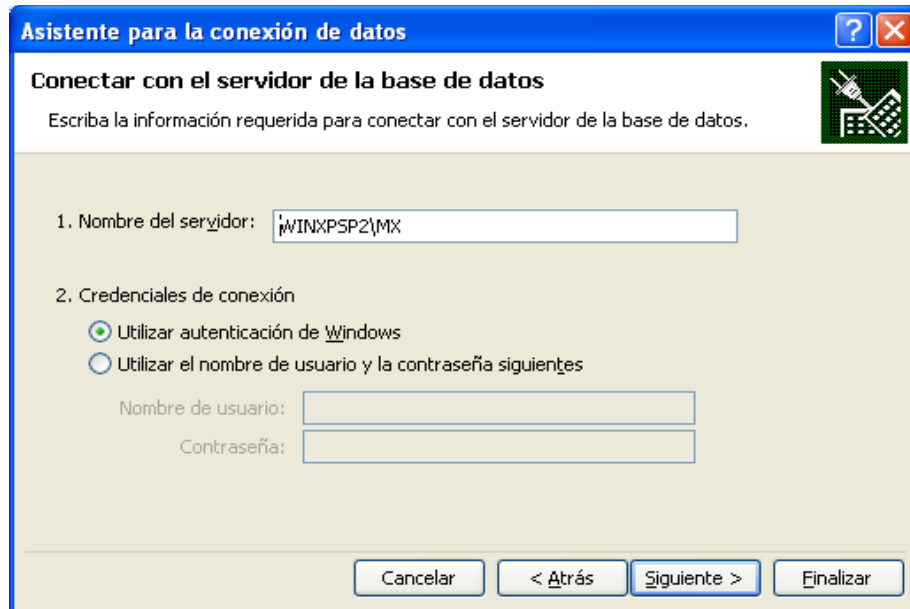 Asistente para la conexión de datos
Conectar con el servidor de la base de datos
Escriba la información requerida para conectar con el servidor de la base de datos.
1. Nombre del servidor: WINXPSP2\MX
2. Credenciales de conexión
Utilizar autenticación de Windows
Utilizar el nombre de usuario y la contraseña siguientes
Nombre de usuario:
Contraseña:
Cancelar < Atrás Siguiente > Finalizar